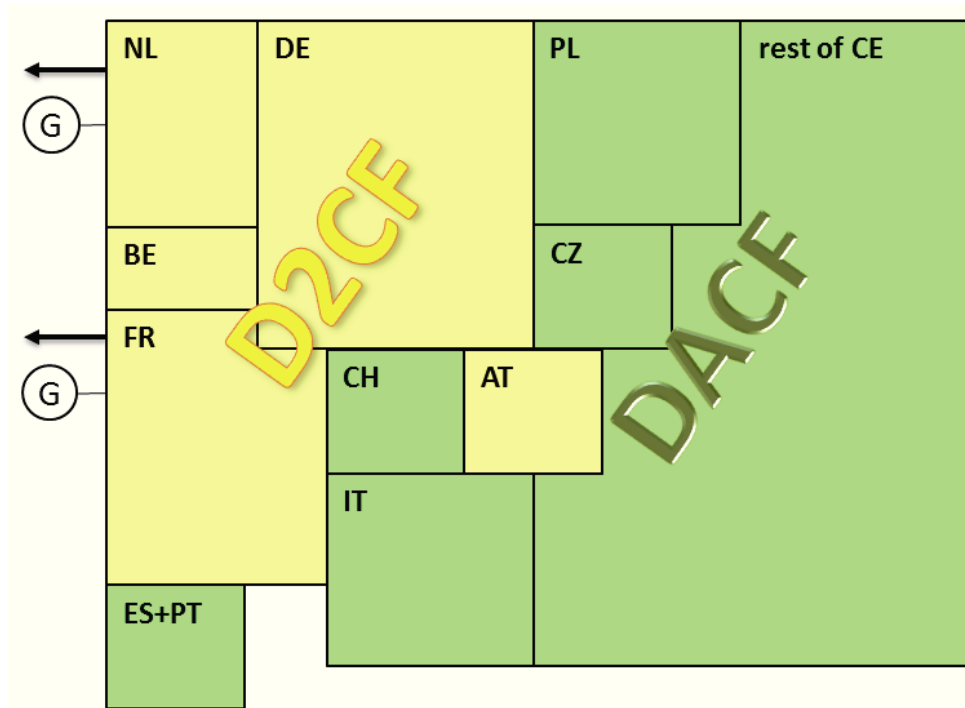 NL
DE
PL
rest of CE
G
BE
CZ
D2CF
DACF
FR
G
CH
AT
IT
ES+PT